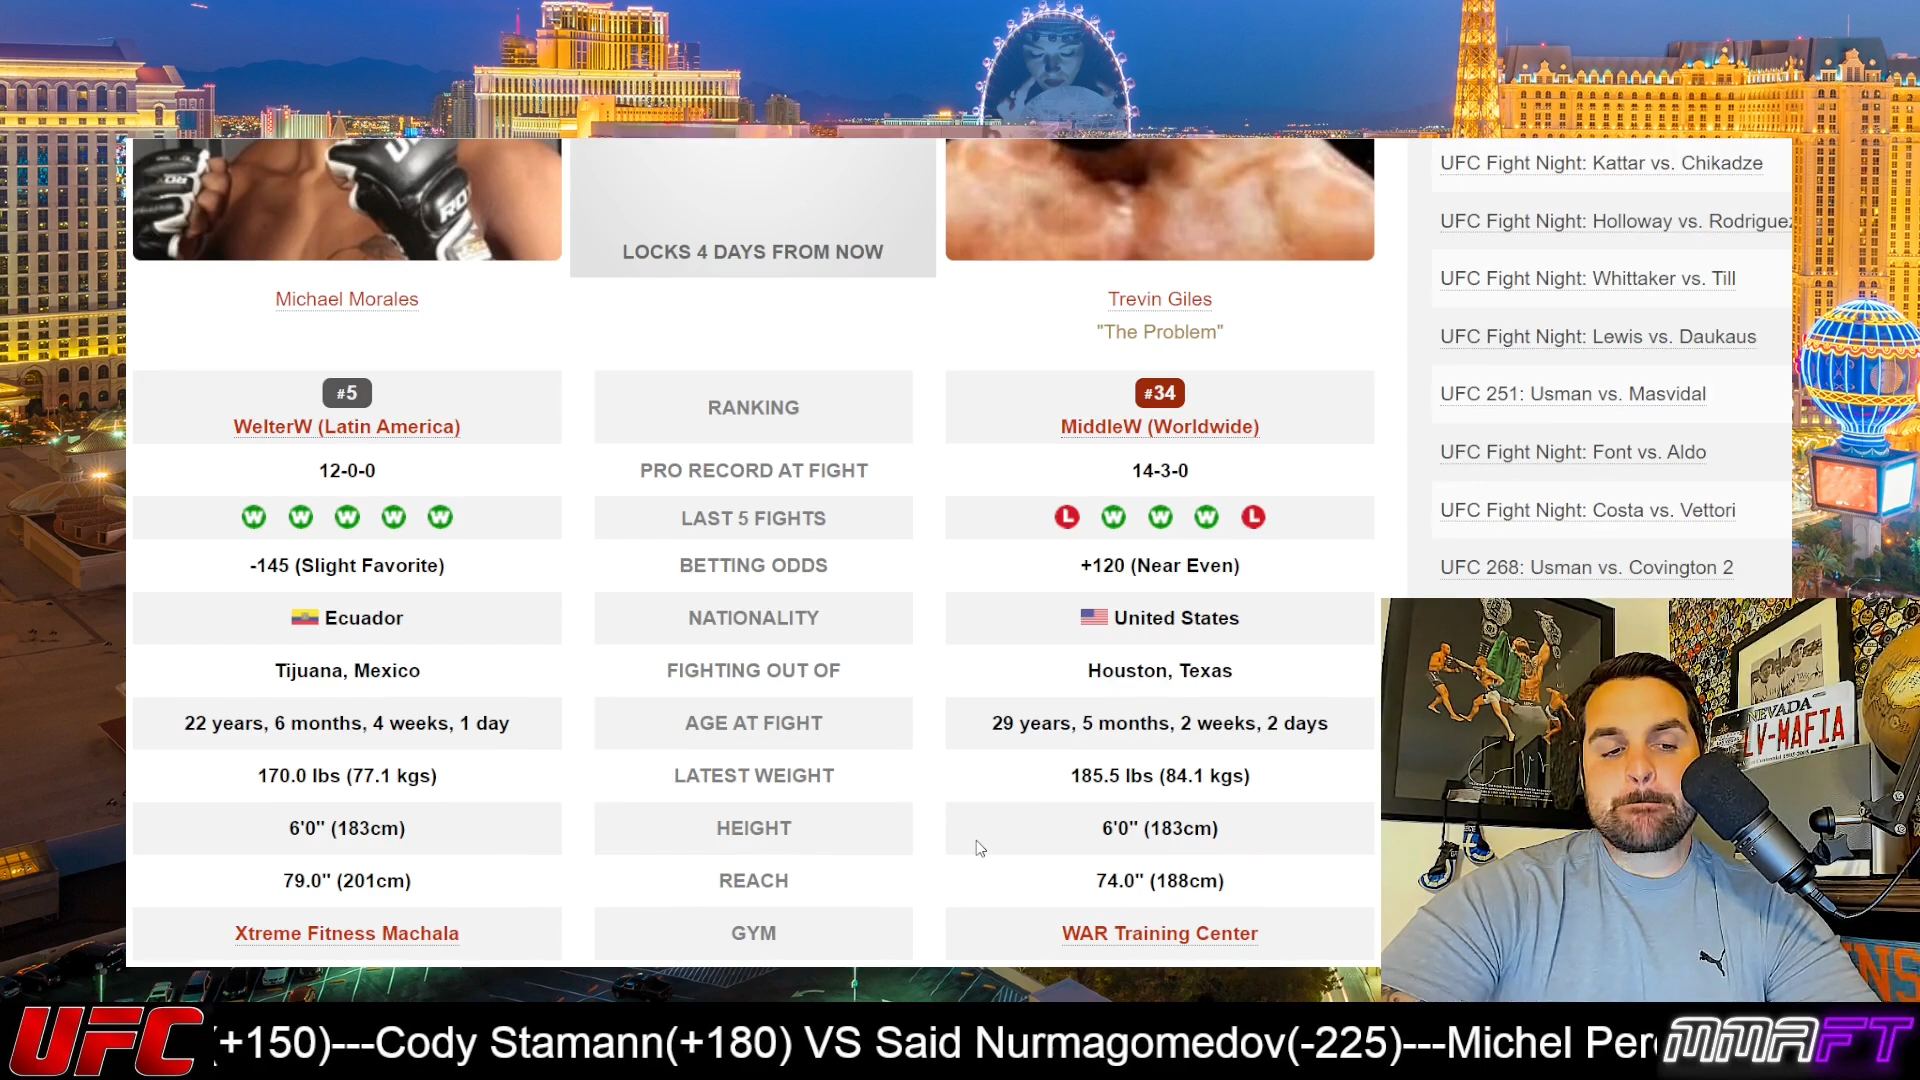 LOCKS 4 DAYS FROM NOW
Michael Morales
Trevin Giles
"The Problem"
#5
WelterW (Latin America)
RANKING
#34
MiddleW (Worldwide)
12-0-0
PRO RECORD AT FIGHT
14-3-0
W W W W W
LAST 5 FIGHTS
L W W W L
-145 (Slight Favorite)
BETTING ODDS
+120 (Near Even)
Ecuador
NATIONALITY
United States
Tijuana, Mexico
FIGHTING OUT OF
Houston, Texas
22 years, 6 months, 4 weeks, 1 day
AGE AT FIGHT
29 years, 5 months, 2 weeks, 2 days
170.0 lbs (77.1 kgs)
LATEST WEIGHT
185.5 lbs (84.1 kgs)
6'0" (183cm)
HEIGHT
6'0" (183cm)
79.0" (201cm)
REACH
74.0" (188cm)
Xtreme Fitness Machala
GYM
WAR Training Center
UFC Fight Night: Kattar vs. Chikadze
UFC Fight Night: Holloway vs. Rodriguez
UFC Fight Night: Whittaker vs. Till
UFC Fight Night: Lewis vs. Daukaus
UFC 251: Usman vs. Masvidal
UFC Fight Night: Font vs. Aldo
UFC Fight Night: Costa vs. Vettori
UFC 268: Usman vs. Covington 2
NEVADA
LV-MAFIA
UFC
(+150)---Cody Stamann(+180) VS Said Nurmagomedov(-225)---Michel Per
MMAFT